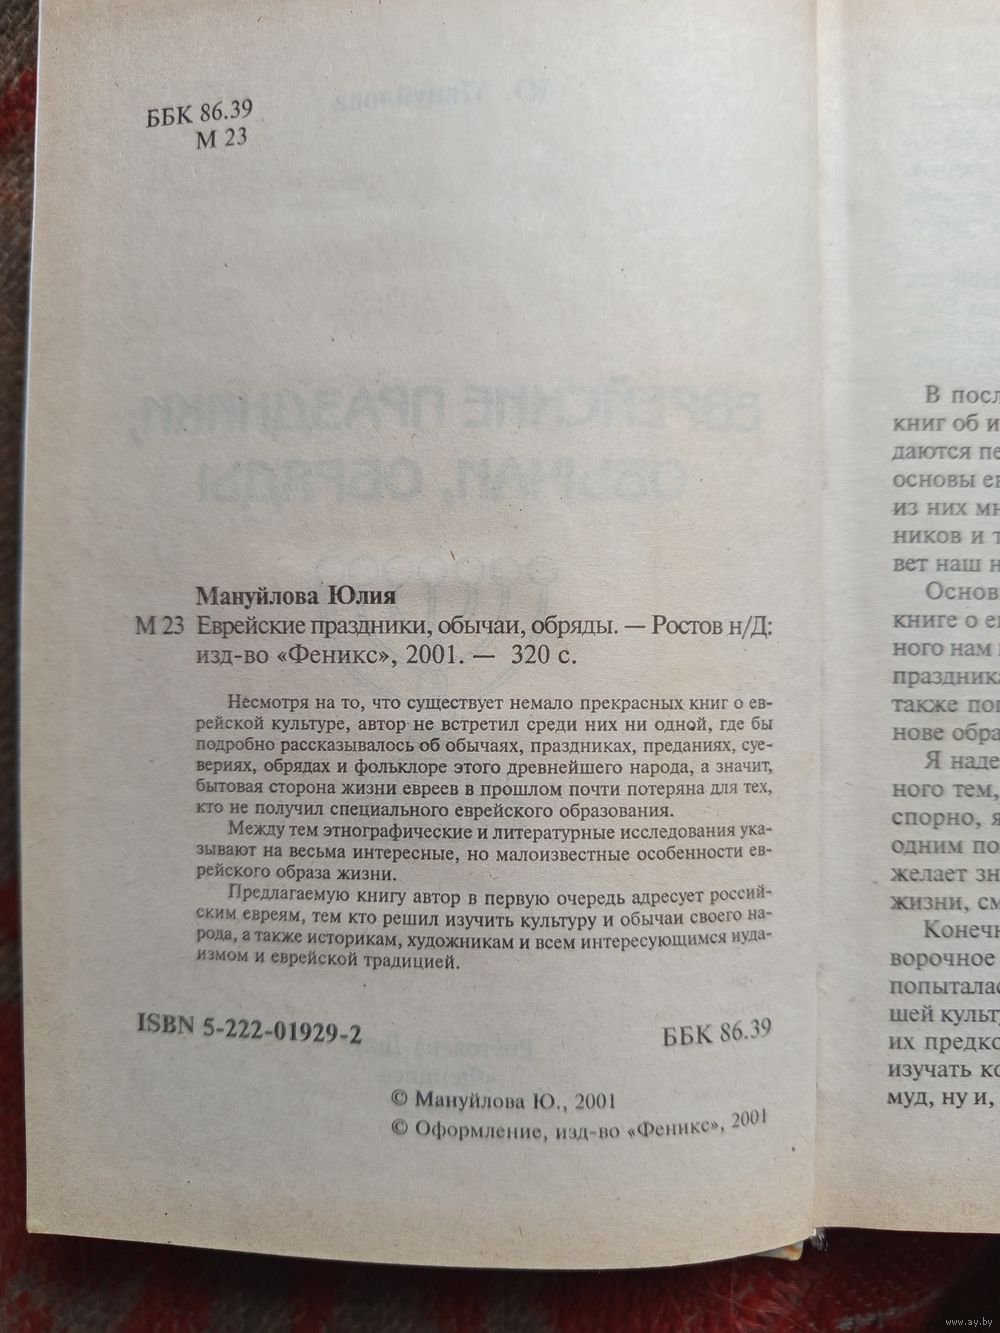 ББК 86.39
М 23
Мануйлова Юлия
М 23 Еврейские праздники, обычаи, обряды. — Ростов н/Д:
изд-во «Феникс», 2001. — 320 с.
Несмотря на то, что существует немало прекрасных книг о ев-
рейской культуре, автор не встретил среди них ни одной, где бы
подробно рассказывалось об обычаях, праздниках, преданиях, суе-
вериях, обрядах и фольклоре этого древнейшего народа, а значит,
бытовая сторона жизни евреев в прошлом почти потеряна для тех,
кто не получил специального еврейского образования.
Между тем этнографические и литературные исследования ука-
зывают на весьма интересные, но малоизвестные особенности ев-
рейского образа жизни.
Предлагаемую книгу автор в первую очередь адресует россий-
ским евреям, тем кто решил изучить культуру и обычаи своего на-
рода, а также историкам, художникам и всем интересующимся иуда-
измом и еврейской традицией.
ISBN 5-222-01929-2
ББК 86.39
© Мануйлова Ю., 2001
© Оформление, изд-во «Феникс», 2001
В посл
книг об и
даются пе
основы ев
из них мн
ников и т
вет наш н
Основ
книге о е
ного нам
праздника
также поп
нове обра
Я наде
ного тем,
спорно, я
одним по
желает зн
жизни, см
Конечн
ворочное
попыталас
шей культу
их предко
изучать ко
муд, ну и,
www.ay.by